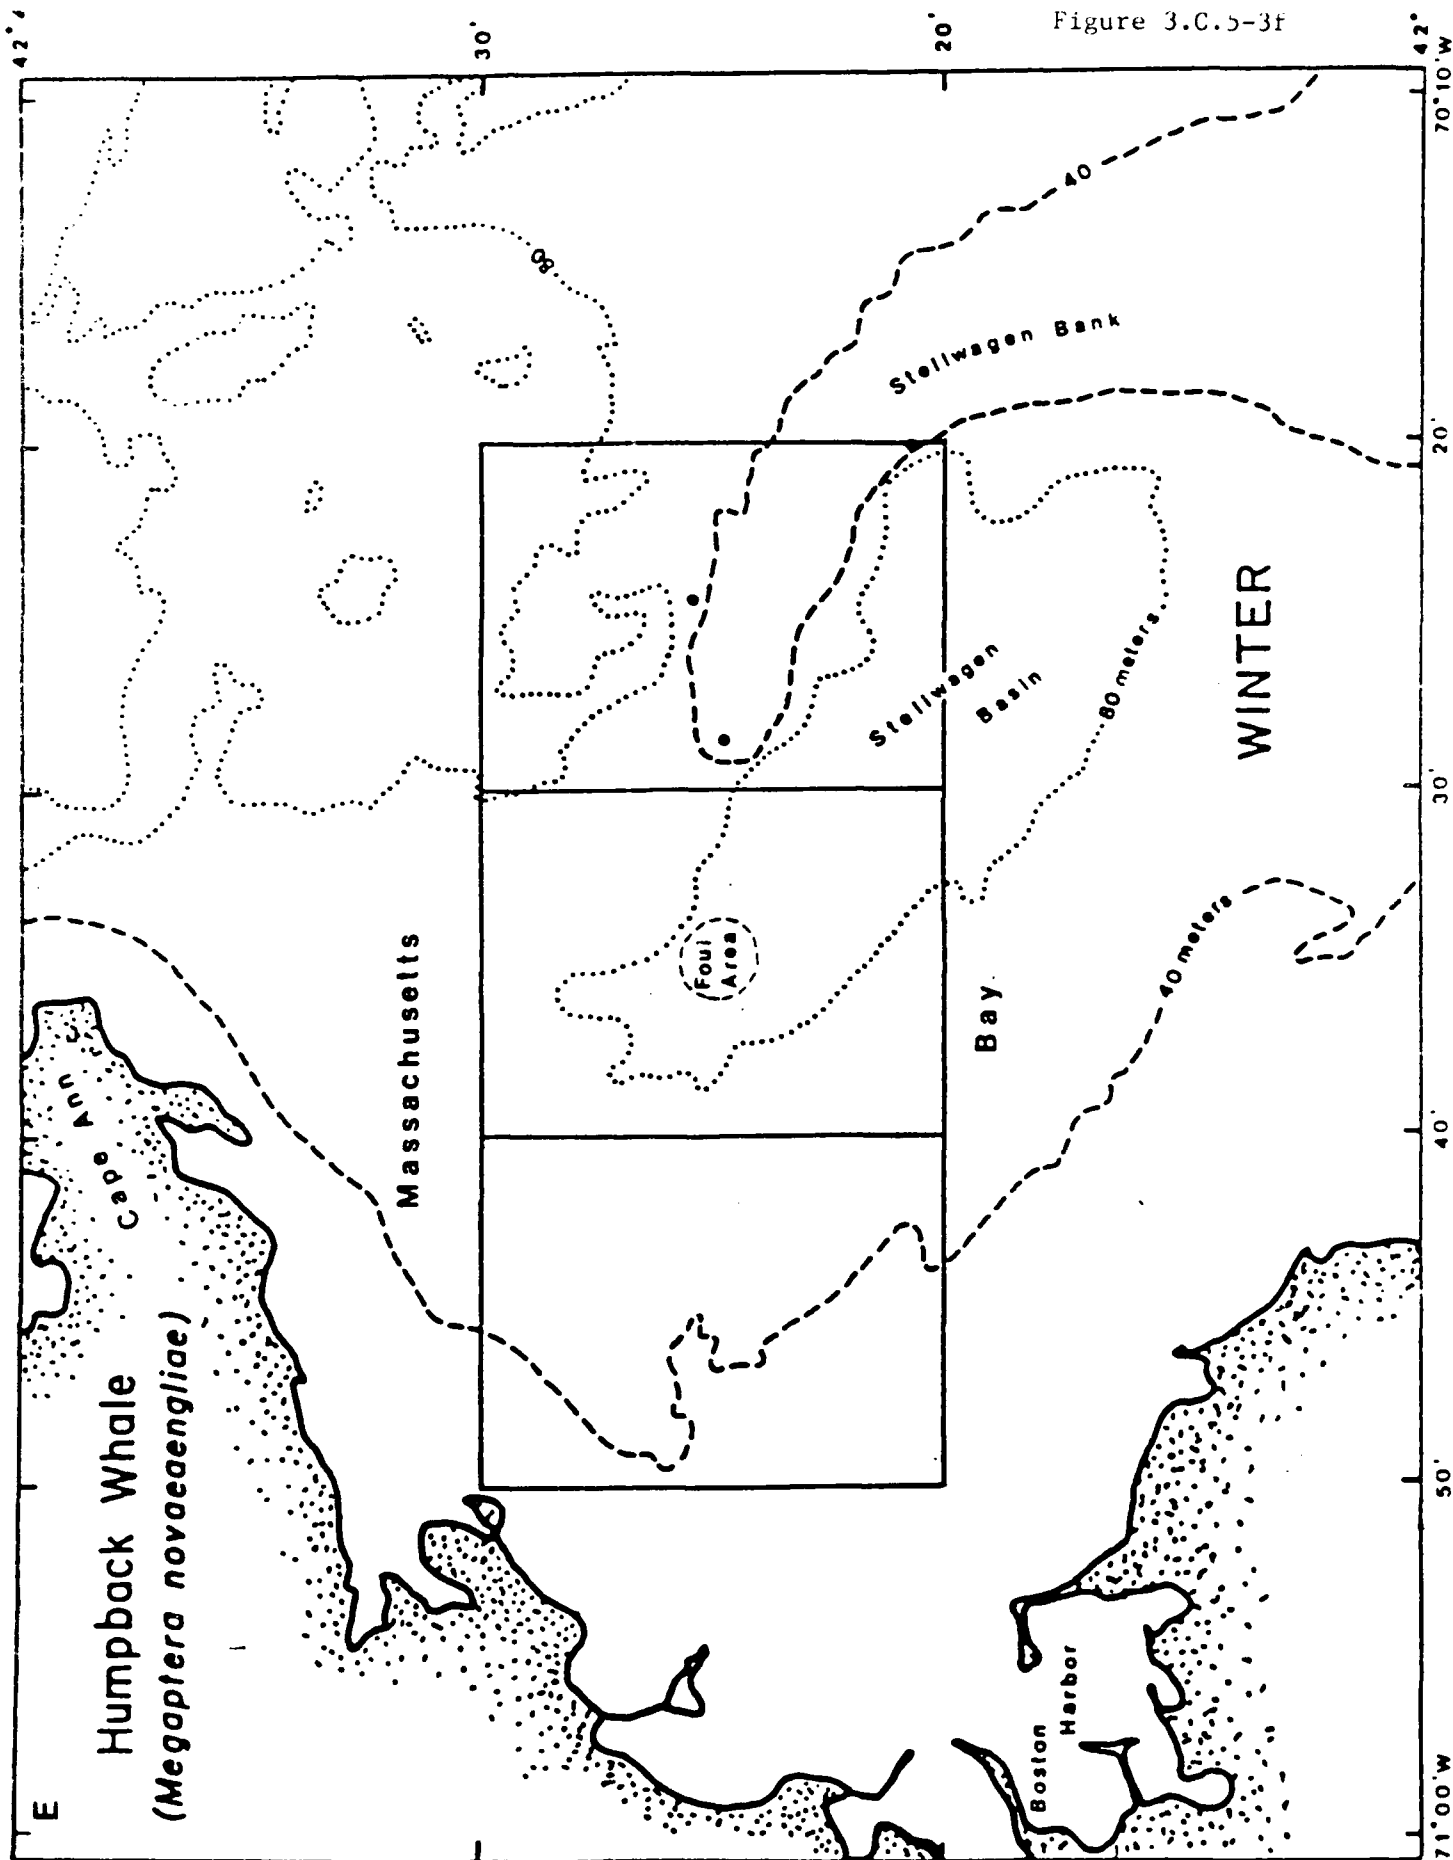 Figure 3.C.5-3f
E
Humpback Whale
(Megaptera novaeaengliae)
Cape Ann
Massachusetts
Bay
Foul
Area
Stellwagen
Basin
Stellwagen Bank
80
40
80 meters
40 meters
WINTER
Boston
Harbor
30'
20'
42°
71°00'W
50'
40'
30'
20'
70°10'W